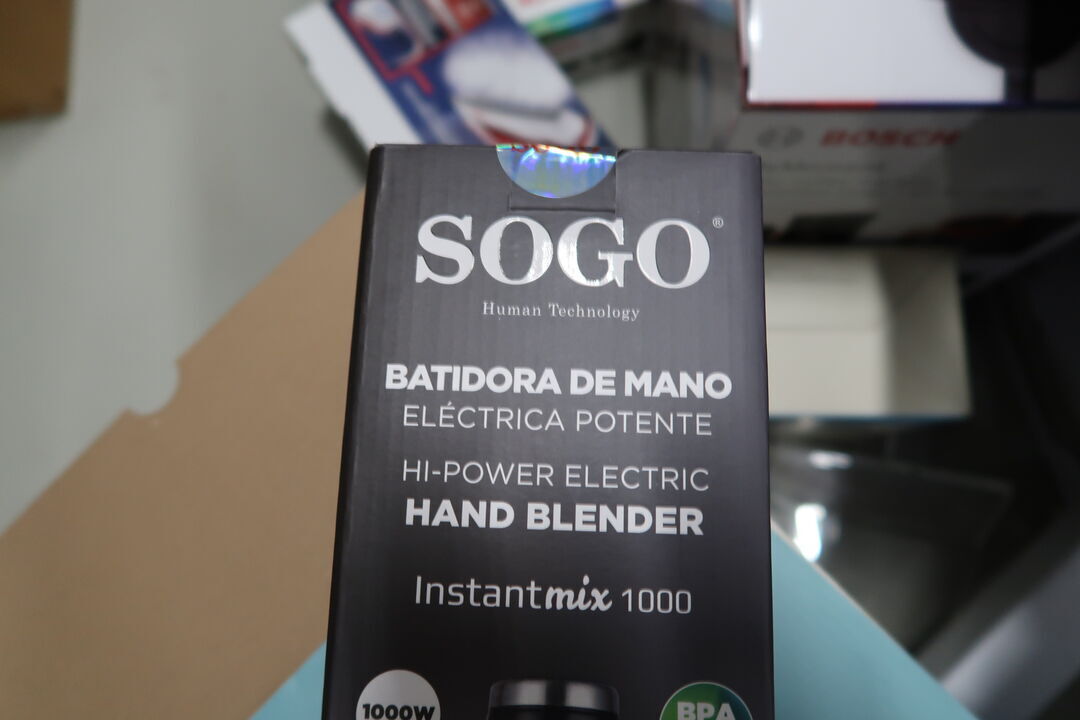 SOGO®
Human Technology
BATIDORA DE MANO
ELÉCTRICA POTENTE
HI-POWER ELECTRIC
HAND BLENDER
Instantmix 1000
1000W
BPA
BOSCH